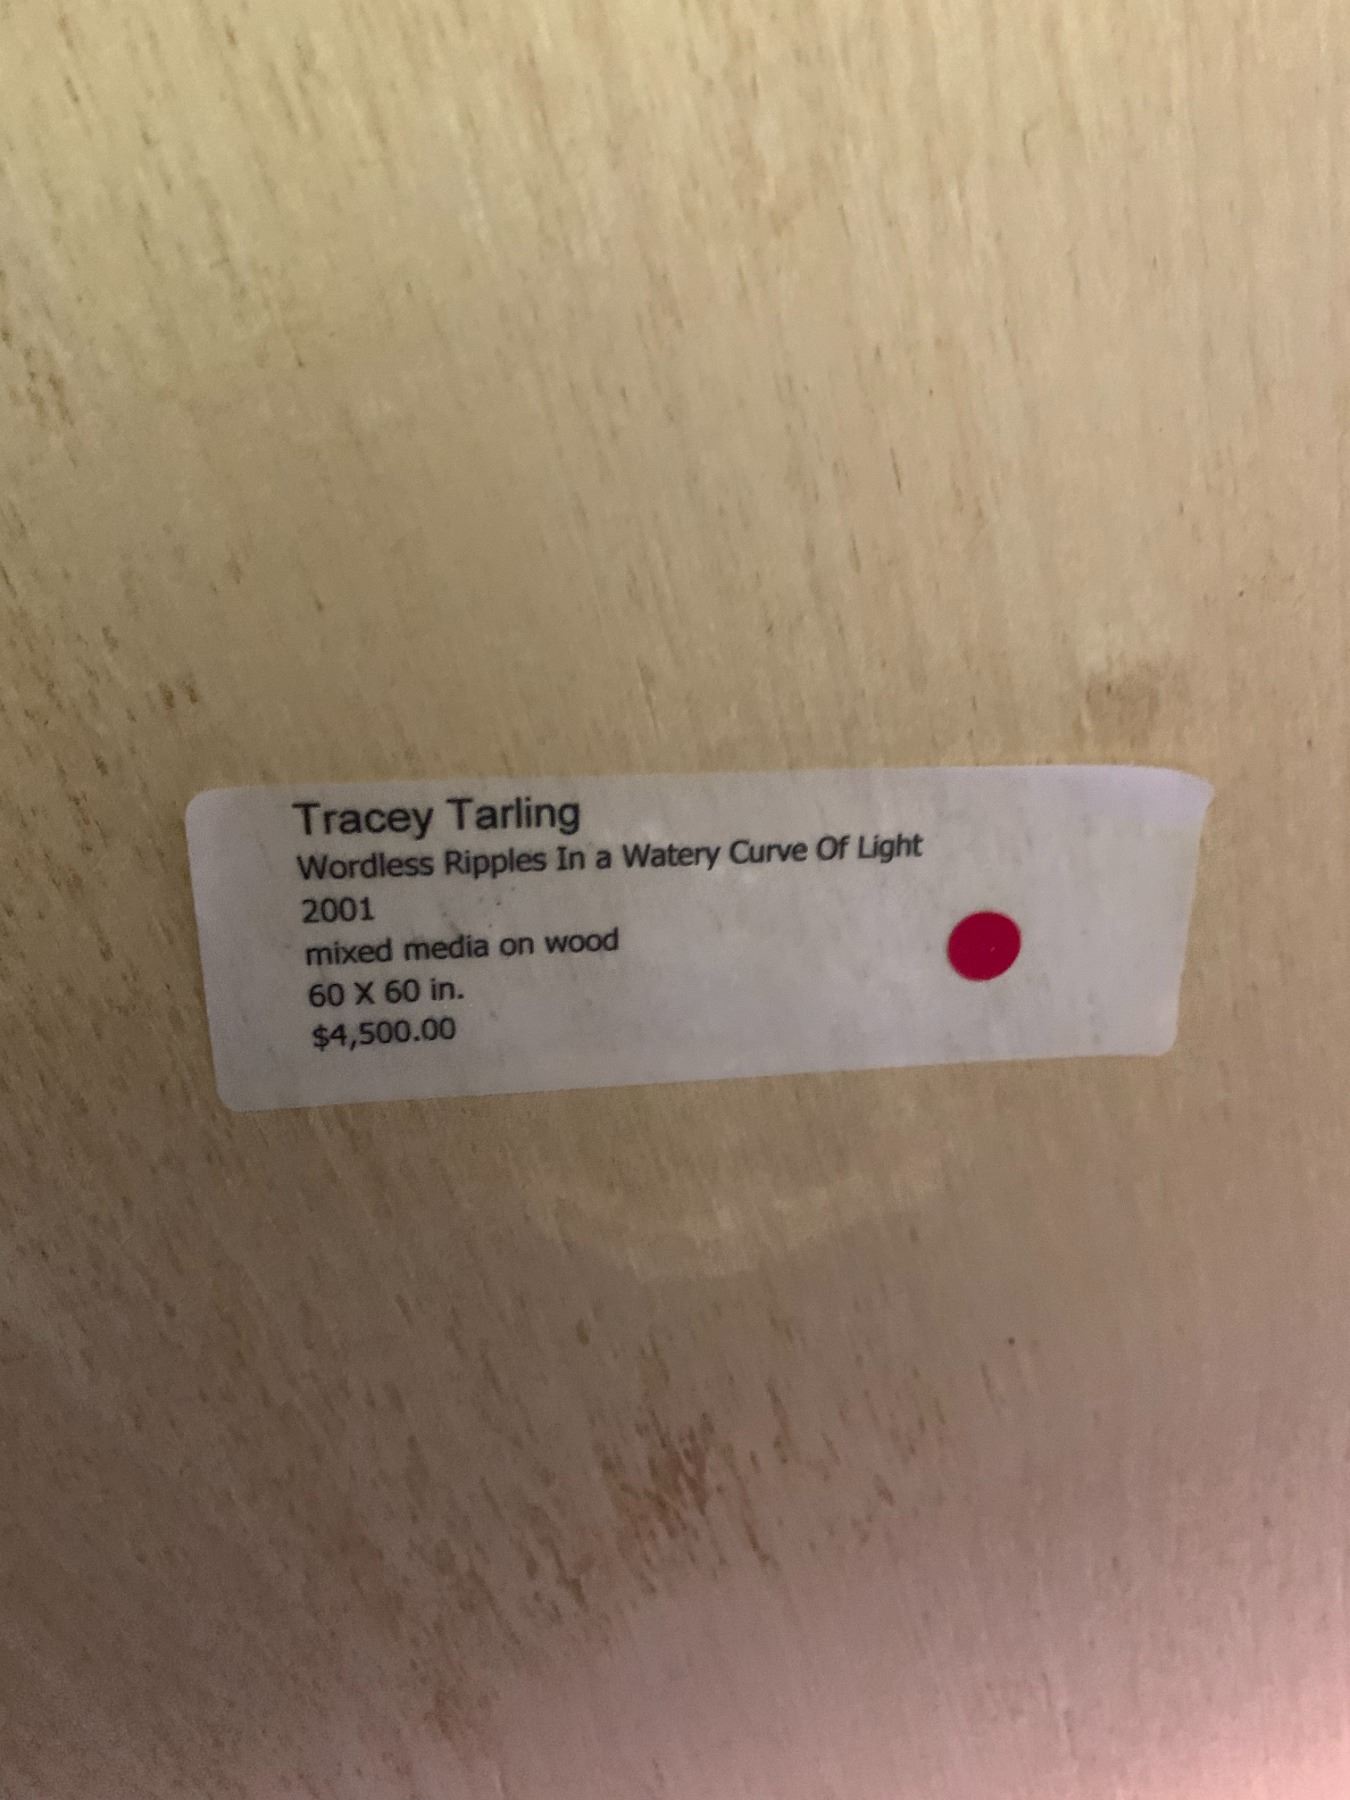 Tracey Tarling
Wordless Ripples In a Watery Curve Of Light
2001
mixed media on wood
60 X 60 in.
$4,500.00